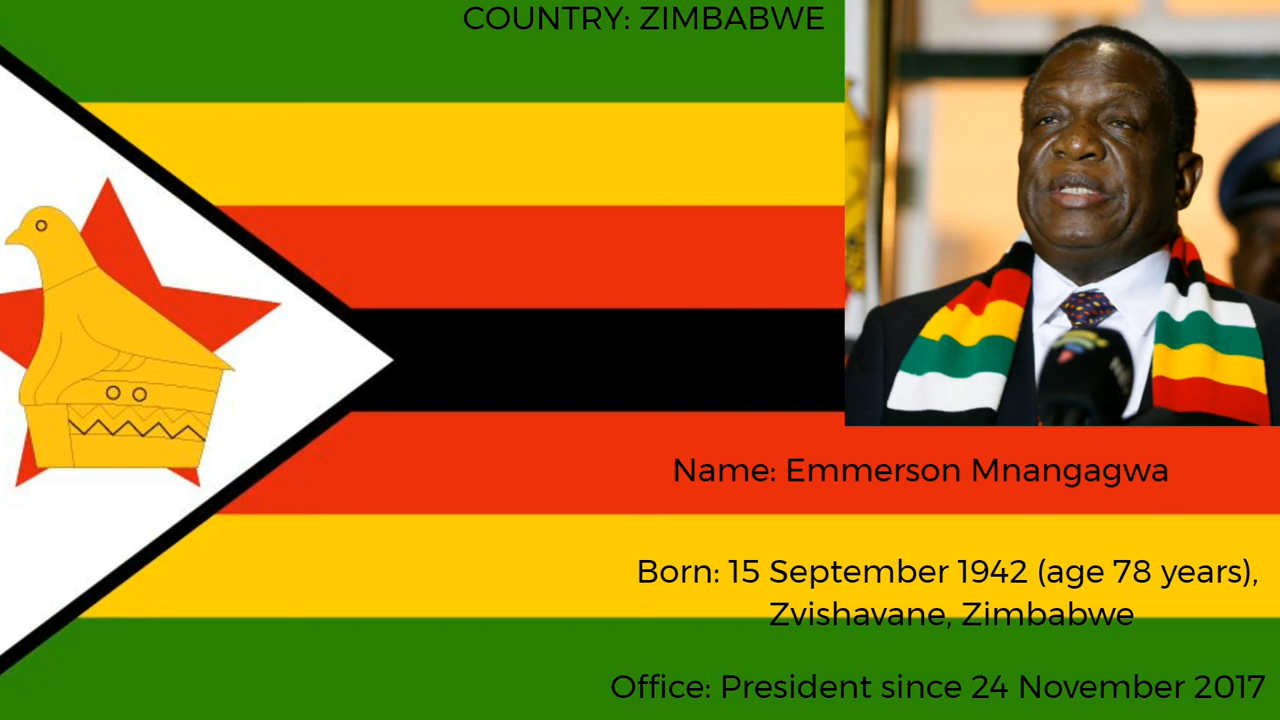 COUNTRY: ZIMBABWE
Name: Emmerson Mnangagwa
Born: 15 September 1942 (age 78 years),
Zvishavane, Zimbabwe
Office: President since 24 November 2017